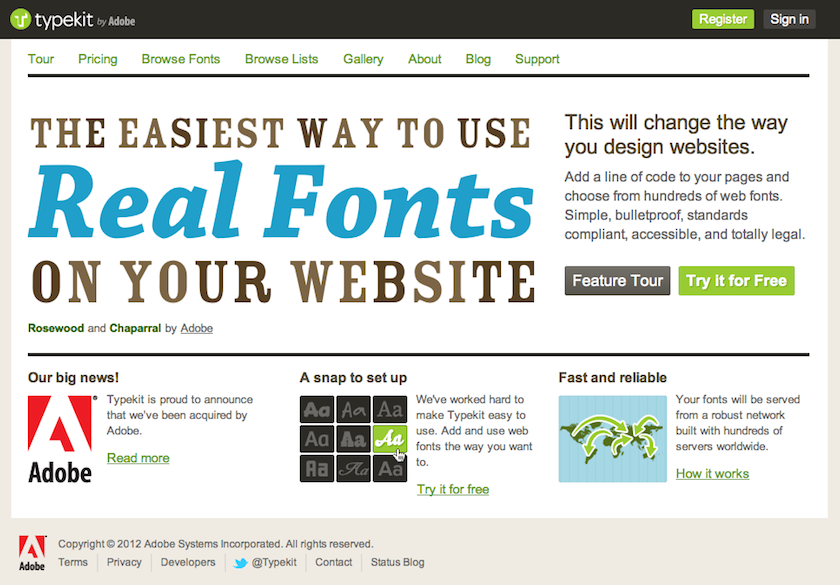 typekit by Adobe
Register Sign in
Tour Pricing Browse Fonts Browse Lists Gallery About Blog Support
THE EASIEST WAY TO USE
Real Fonts
ON YOUR WEBSITE
Rosewood and Chaparral by Adobe
This will change the way
you design websites.
Add a line of code to your pages and
choose from hundreds of web fonts.
Simple, bulletproof, standards
compliant, accessible, and totally legal.
Feature Tour Try it for Free
Our big news!
Adobe
Typekit is proud to announce
that we've been acquired by
Adobe.
Read more
A snap to set up
Aa Aa Aa
Aa Aa Aa
Aa Aa Aa
We've worked hard to
make Typekit easy to
use. Add and use web
fonts the way you want
to.
Try it for free
Fast and reliable
Your fonts will be served
from a robust network
built with hundreds of
servers worldwide.
How it works
Adobe
Copyright © 2012 Adobe Systems Incorporated. All rights reserved.
Terms Privacy Developers @Typekit Contact Status Blog